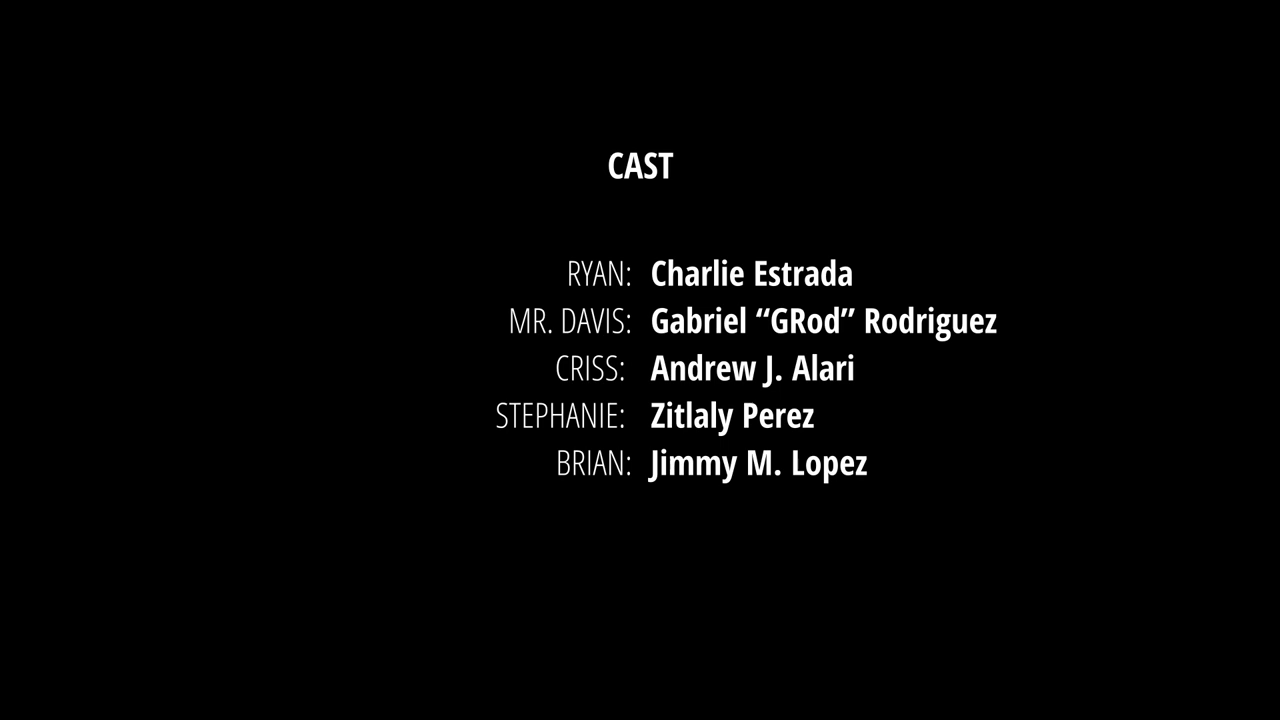 CAST
RYAN: Charlie Estrada
MR. DAVIS: Gabriel “GRod” Rodriguez
CRISS: Andrew J. Alari
STEPHANIE: Zitlaly Perez
BRIAN: Jimmy M. Lopez